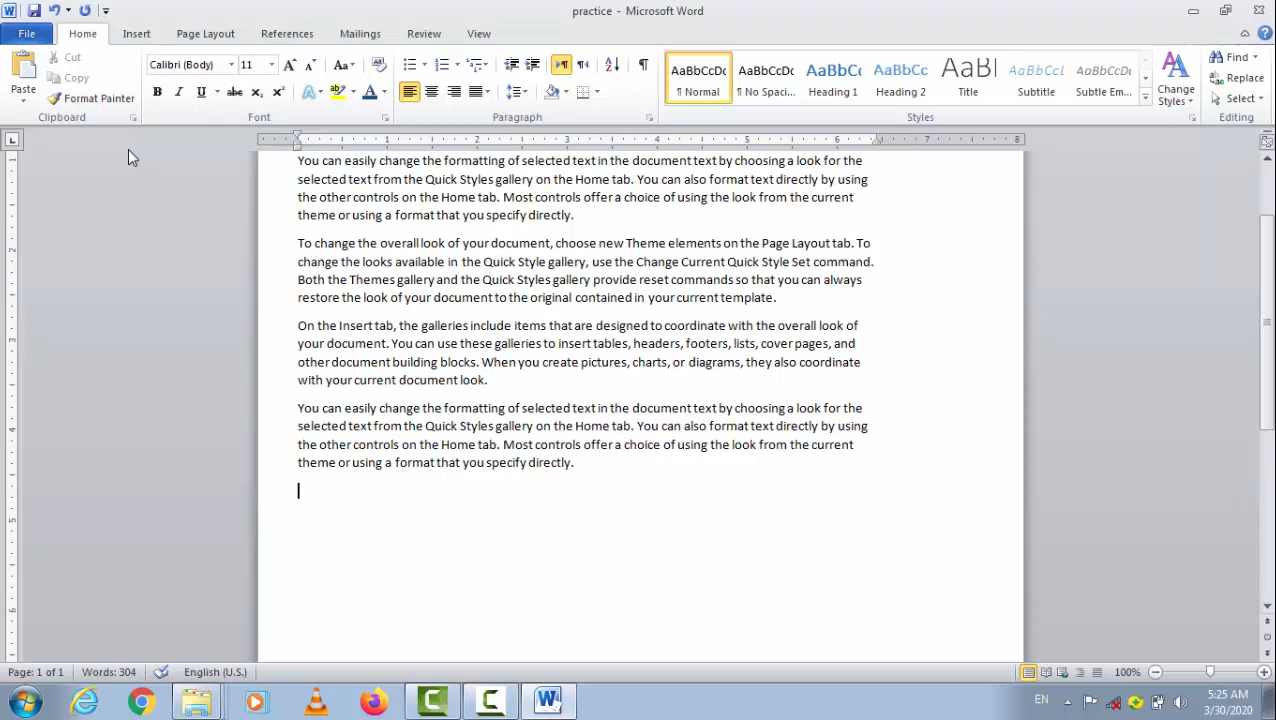 practice - Microsoft Word
File Home Insert Page Layout References Mailings Review View
Paste Cut Copy Format Painter
Clipboard
Calibri (Body) 11
Font
Paragraph
AaBbCcDc AaBbCcDc AaBbCc AaBbCc AaBl AaBbCcl AaBbCcDc
¶ Normal ¶ No Spaci... Heading 1 Heading 2 Title Subtitle Subtle Em...
Change Styles
Styles
Find
Replace
Select
Editing
You can easily change the formatting of selected text in the document text by choosing a look for the
selected text from the Quick Styles gallery on the Home tab. You can also format text directly by using
the other controls on the Home tab. Most controls offer a choice of using the look from the current
theme or using a format that you specify directly.
To change the overall look of your document, choose new Theme elements on the Page Layout tab. To
change the looks available in the Quick Style gallery, use the Change Current Quick Style Set command.
Both the Themes gallery and the Quick Styles gallery provide reset commands so that you can always
restore the look of your document to the original contained in your current template.
On the Insert tab, the galleries include items that are designed to coordinate with the overall look of
your document. You can use these galleries to insert tables, headers, footers, lists, cover pages, and
other document building blocks. When you create pictures, charts, or diagrams, they also coordinate
with your current document look.
You can easily change the formatting of selected text in the document text by choosing a look for the
selected text from the Quick Styles gallery on the Home tab. You can also format text directly by using
the other controls on the Home tab. Most controls offer a choice of using the look from the current
theme or using a format that you specify directly.
Page: 1 of 1 Words: 304 English (U.S.) 100%
EN 5:25 AM
3/30/2020